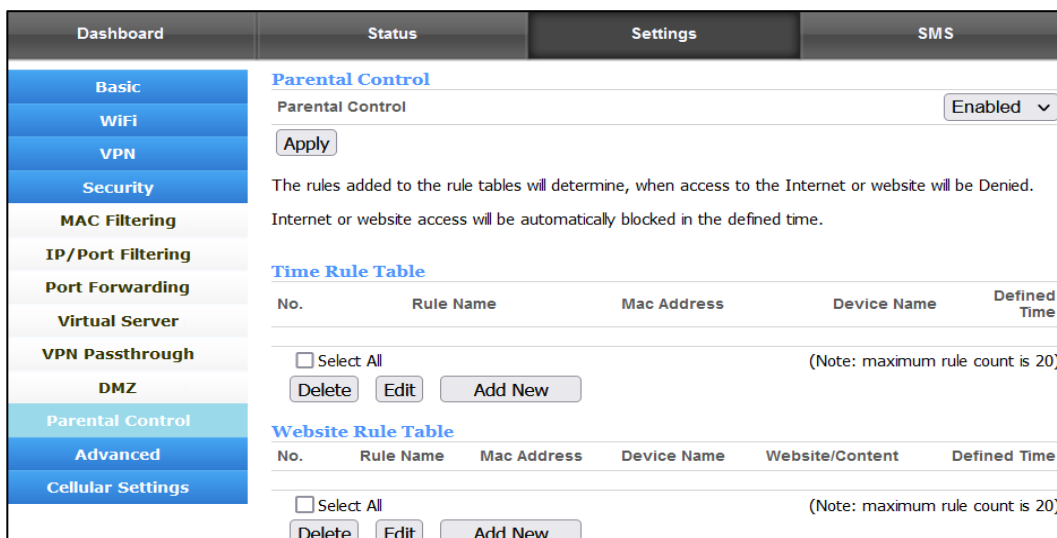 Dashboard Status Settings SMS
Basic
WiFi
VPN
Security
MAC Filtering
IP/Port Filtering
Port Forwarding
Virtual Server
VPN Passthrough
DMZ
Parental Control
Advanced
Cellular Settings
Parental Control
Parental Control Enabled
Apply
The rules added to the rule tables will determine, when access to the Internet or website will be Denied.
Internet or website access will be automatically blocked in the defined time.
Time Rule Table
No. Rule Name Mac Address Device Name Defined Time
Select All (Note: maximum rule count is 20)
Delete Edit Add New
Website Rule Table
No. Rule Name Mac Address Device Name Website/Content Defined Time
Select All (Note: maximum rule count is 20)
Delete Edit Add New